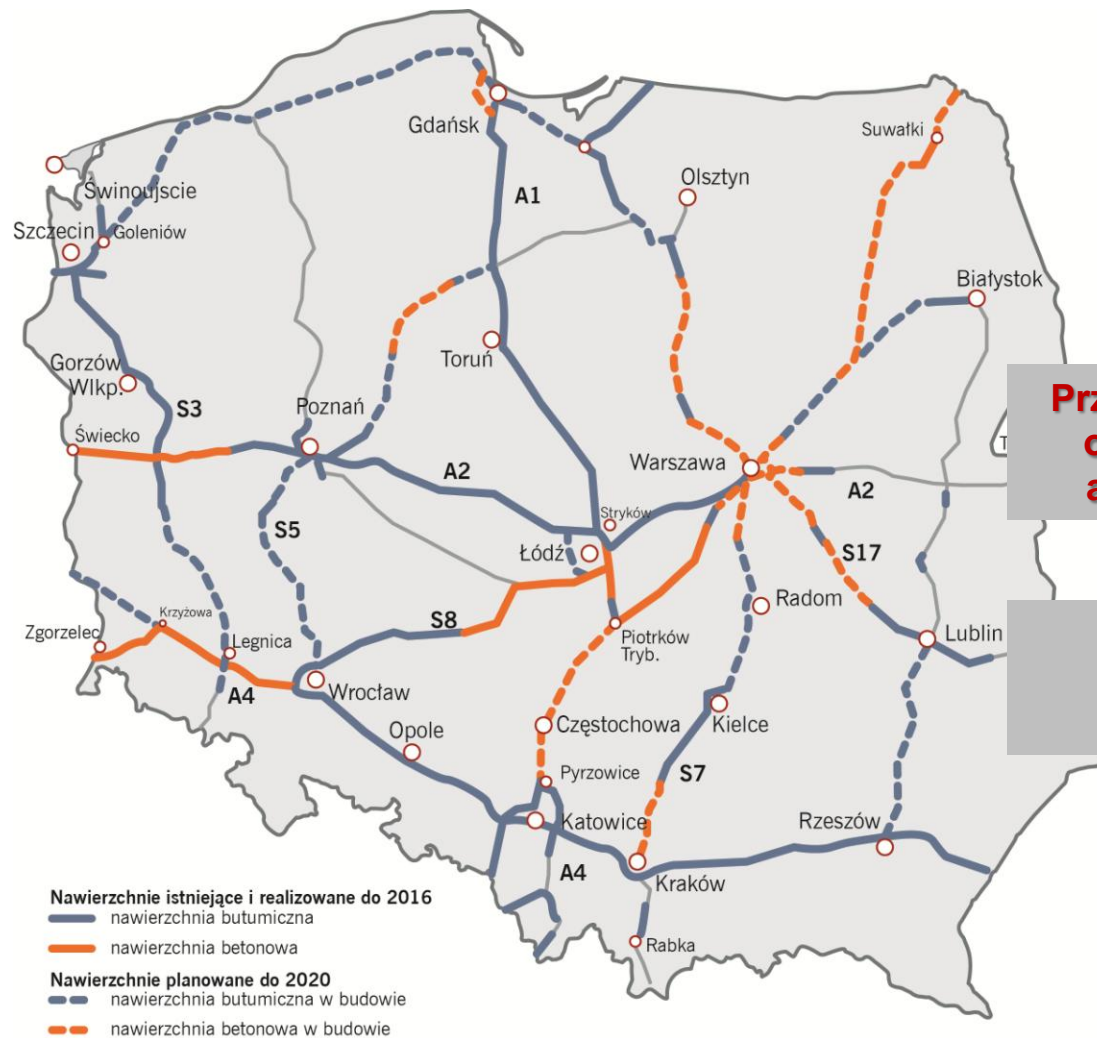 Gdańsk
Suwałki
A1
Olsztyn
Świnoujscie
Szczecin
Goleniów
Białystok
Toruń
Gorzów
Wlkp.
S3
Poznań
Świecko
Warszawa
A2
A2
Stryków
S5
Łódź
S17
Radom
S8
Krzyżowa
Zgorzelec
Legnica
Piotrków
Tryb.
Lublin
A4
Wrocław
Opole
Częstochowa
Kielce
Pyrzowice
S7
Katowice
Rzeszów
A4
Kraków
Rabka
Nawierzchnie istniejące i realizowane do 2016
nawierzchnia butumiczna
nawierzchnia betonowa
Nawierzchnie planowane do 2020
nawierzchnia butumiczna w budowie
nawierzchnia betonowa w budowie